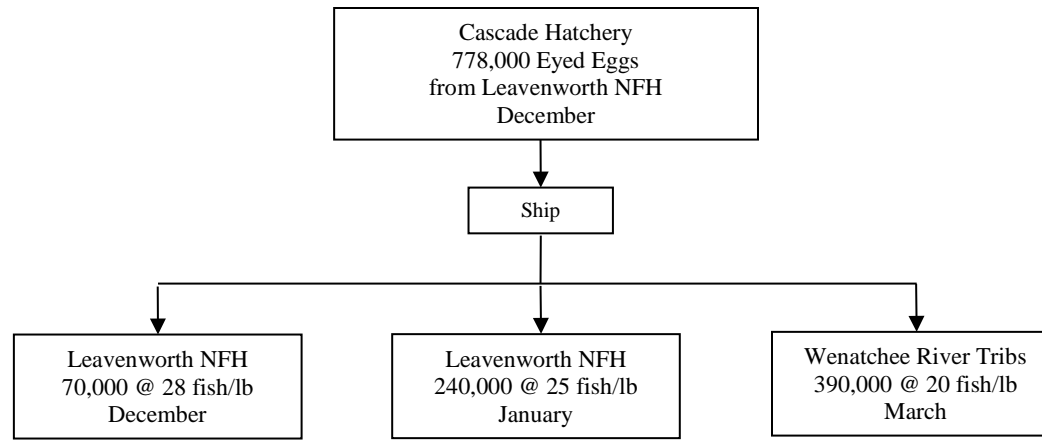 Cascade Hatchery
778,000 Eyed Eggs
from Leavenworth NFH
December
Ship
Leavenworth NFH
70,000 @ 28 fish/lb
December
Leavenworth NFH
240,000 @ 25 fish/lb
January
Wenatchee River Tribs
390,000 @ 20 fish/lb
March